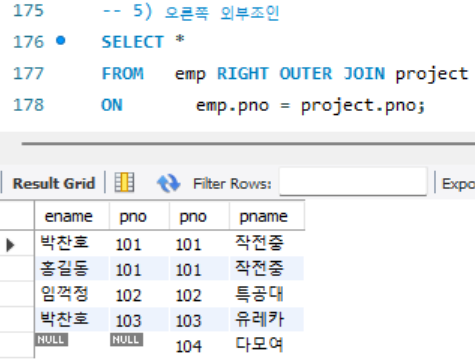 175 -- 5) 오른쪽 외부조인
176 SELECT *
177 FROM emp RIGHT OUTER JOIN project
178 ON emp.pno = project.pno;
Result Grid Filter Rows: Expo
ename pno pno pname
박찬호 101 101 작전중
홍길동 101 101 작전중
임꺽정 102 102 특공대
박찬호 103 103 유레카
NULL NULL 104 다모여